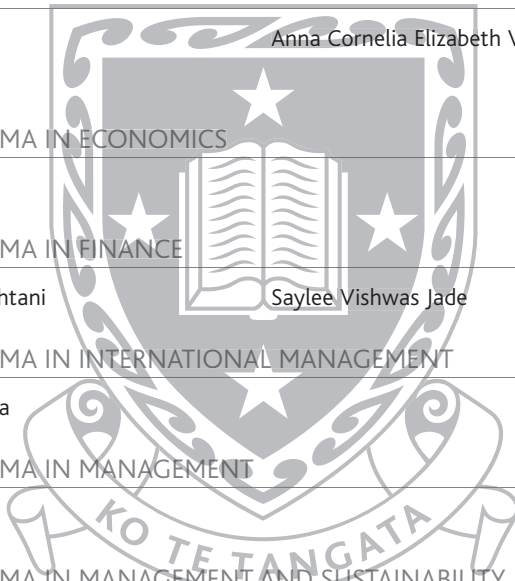 Anna Cornelia Elizabeth V
MA IN ECONOMICS
MA IN FINANCE
htani Saylee Vishwas Jade
MA IN INTERNATIONAL MANAGEMENT
a
MA IN MANAGEMENT
KO TE TANGATA
MA IN MANAGEMENT AND SUSTAINABILITY